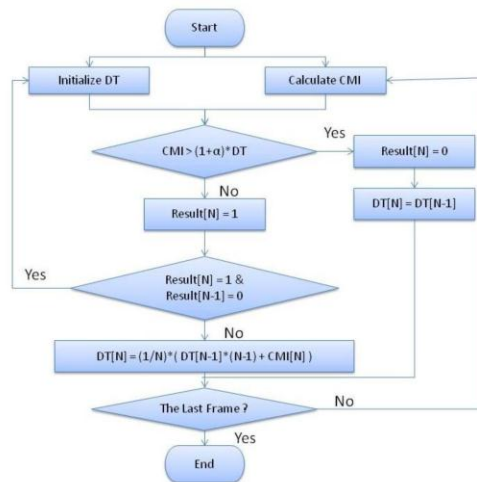 Start
Initialize DT
Calculate CMI
CMI > (1+α)*DT
Yes
Result[N] = 0
No
DT[N] = DT[N-1]
Result[N] = 1
Yes
Result[N] = 1 &
Result[N-1] = 0
No
DT[N] = (1/N)*( DT[N-1]*(N-1) + CMI[N] )
The Last Frame ?
No
Yes
End